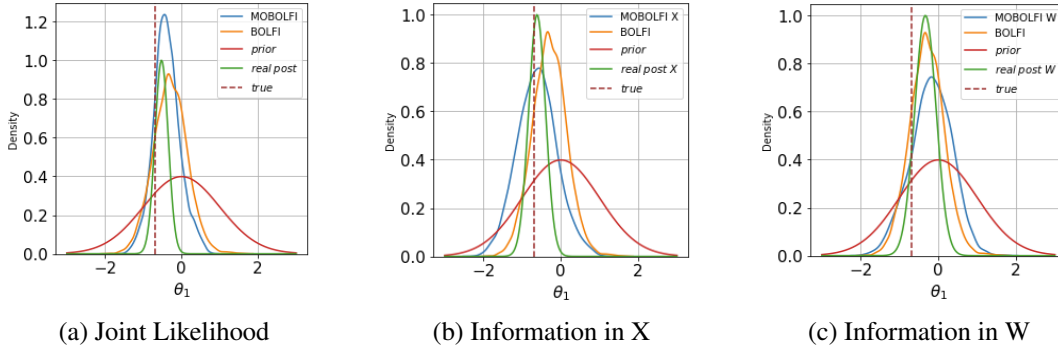 MOBOLFI
BOLFI
prior
real post
true
Density
1.2
1.0
0.8
0.6
0.4
0.2
0.0
-2 0 2
θ1
(a) Joint Likelihood
MOBOLFI X
BOLFI
prior
real post X
true
Density
1.0
0.8
0.6
0.4
0.2
0.0
−2 0 2
θ1
(b) Information in X
MOBOLFI W
BOLFI
prior
real post W
true
Density
1.0
0.8
0.6
0.4
0.2
0.0
−2 0 2
θ1
(c) Information in W